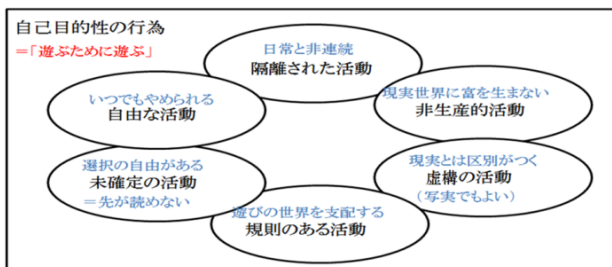 自己目的性の行為
=「遊ぶために遊ぶ」
日常と非連続
隔離された活動
いつでもやめられる
自由な活動
現実世界に富を生まない
非生産的活動
選択の自由がある
未確定の活動
=先が読めない
現実とは区別がつく
虚構の活動
(写実でもよい)
遊びの世界を支配する
規則のある活動